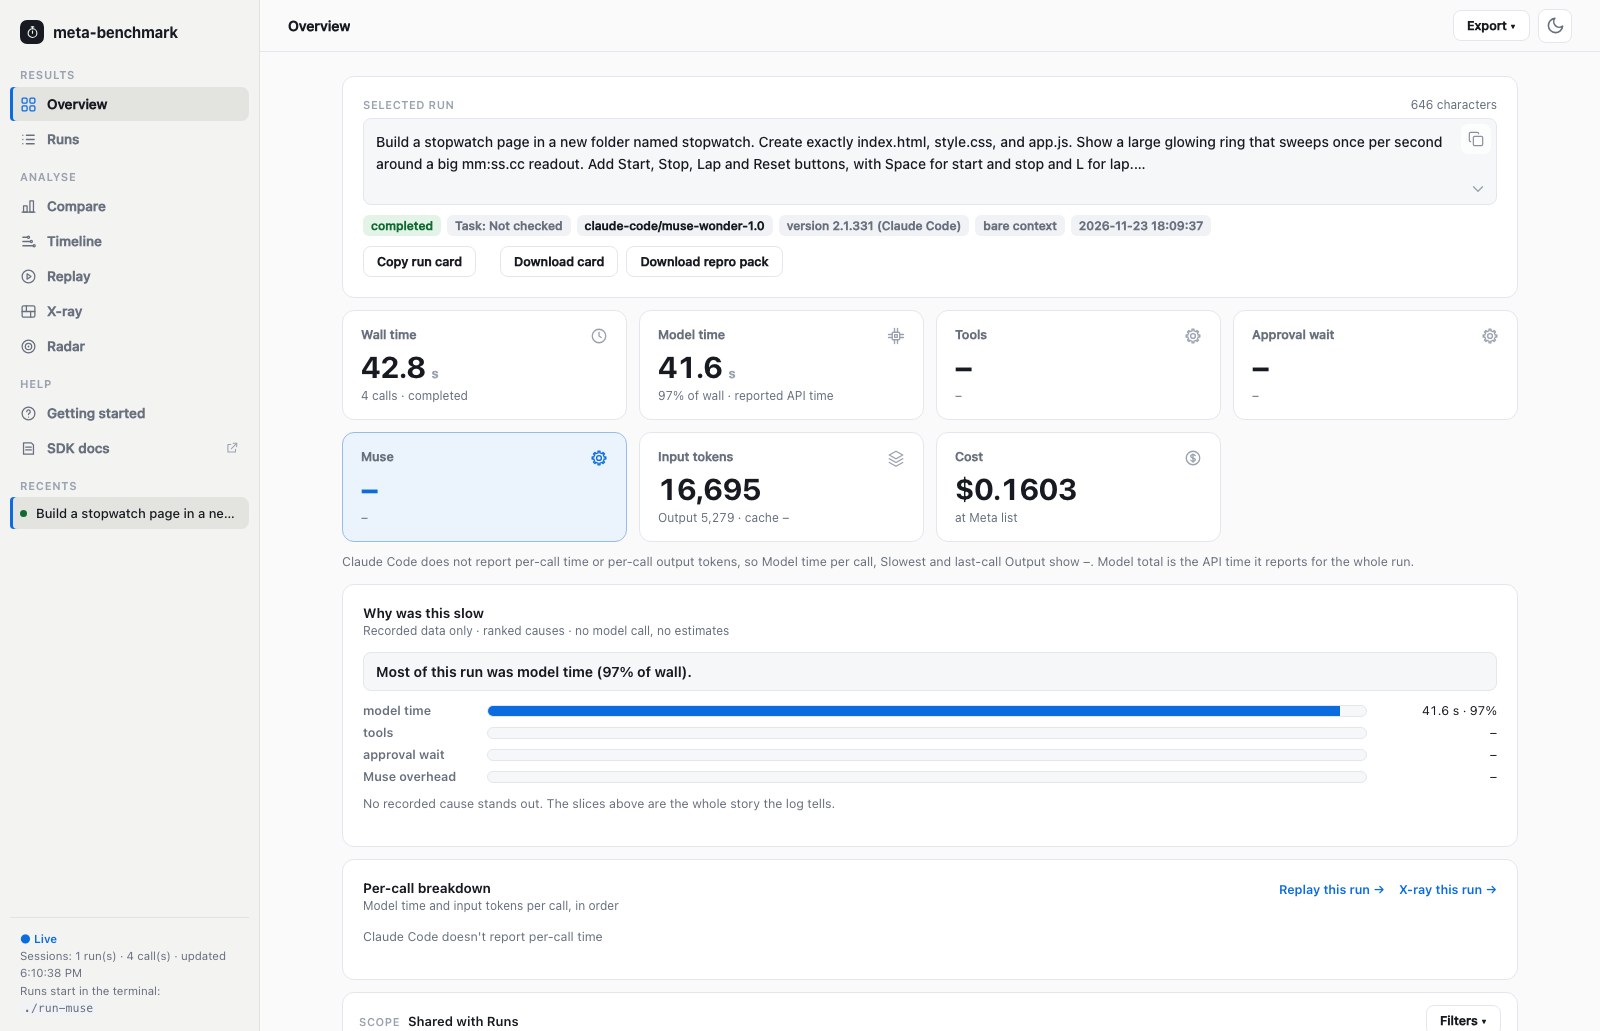 meta-benchmark
RESULTS
Overview
Runs
ANALYSE
Compare
Timeline
Replay
X-ray
Radar
HELP
Getting started
SDK docs
RECENTS
Build a stopwatch page in a ne...
Live
Sessions: 1 run(s) · 4 call(s) · updated
6:10:38 PM
Runs start in the terminal:
./run-muse
Overview
Export ▾
SELECTED RUN
646 characters
Build a stopwatch page in a new folder named stopwatch. Create exactly index.html, style.css, and app.js. Show a large glowing ring that sweeps once per second
around a big mm:ss.cc readout. Add Start, Stop, Lap and Reset buttons, with Space for start and stop and L for lap....
completed Task: Not checked claude-code/muse-wonder-1.0 version 2.1.331 (Claude Code) bare context 2026-11-23 18:09:37
Copy run card Download card Download repro pack
Wall time
42.8 s
4 calls · completed
Model time
41.6 s
97% of wall · reported API time
Tools
–
–
Approval wait
–
–
Muse
–
–
Input tokens
16,695
Output 5,279 · cache –
Cost
$0.1603
at Meta list
Claude Code does not report per-call time or per-call output tokens, so Model time per call, Slowest and last-call Output show –. Model total is the API time it reports for the whole run.
Why was this slow
Recorded data only · ranked causes · no model call, no estimates
Most of this run was model time (97% of wall).
model time 41.6 s · 97%
tools –
approval wait –
Muse overhead –
No recorded cause stands out. The slices above are the whole story the log tells.
Per-call breakdown
Replay this run → X-ray this run →
Model time and input tokens per call, in order
Claude Code doesn't report per-call time
SCOPE Shared with Runs
Filters ▾